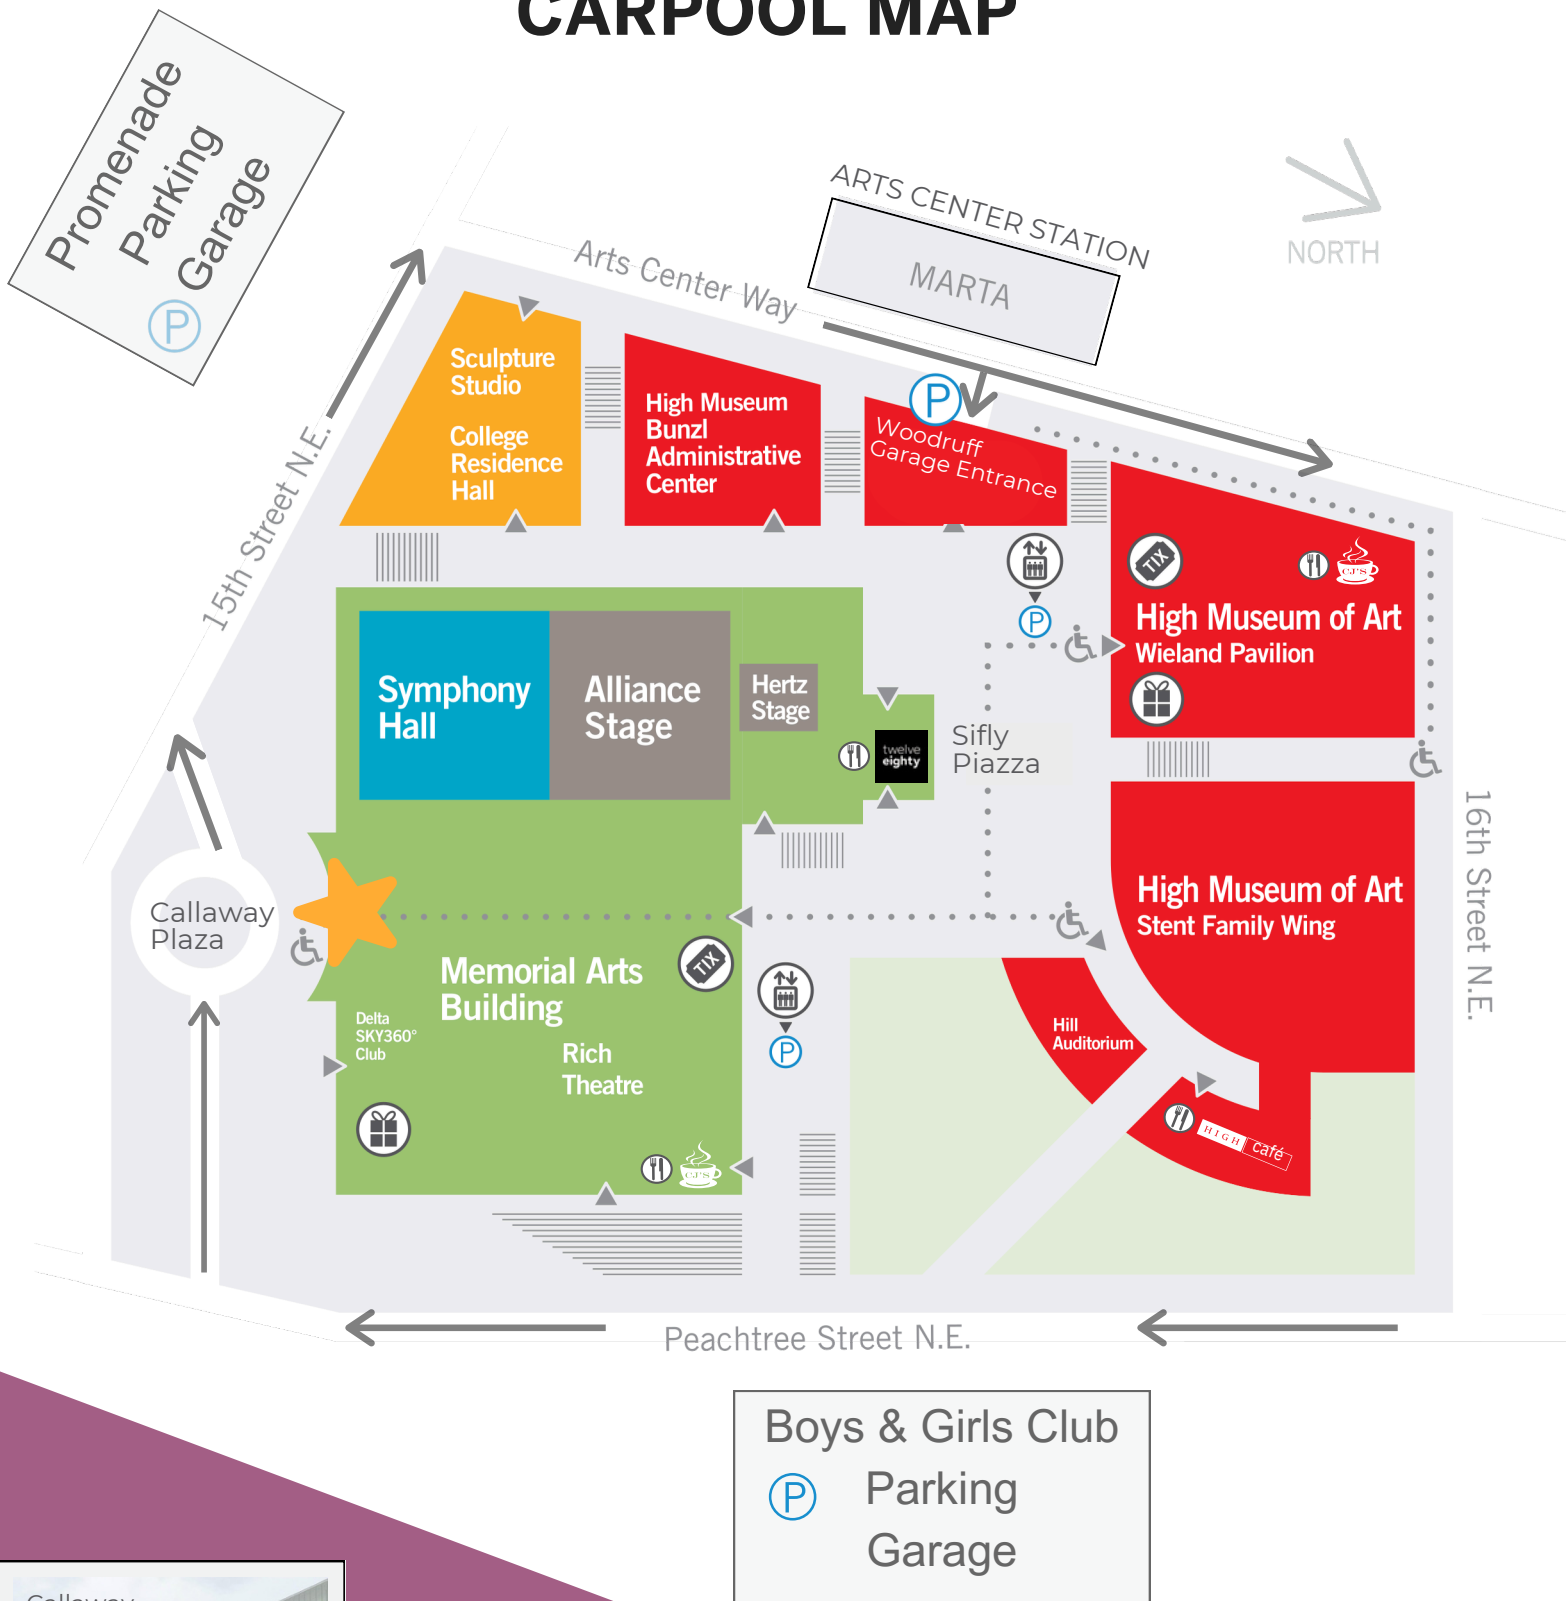 CARPOOL MAP
Promenade
Parking
Garage
P
ARTS CENTER STATION
MARTA
NORTH
Arts Center Way
15th Street N.E.
Sculpture
Studio
College
Residence
Hall
High Museum
Bunzl
Administrative
Center
P
Woodruff
Garage Entrance
P
TIX
CJ'S
High Museum of Art
Wieland Pavilion
Symphony
Hall
Alliance
Stage
Hertz
Stage
twelve
eighty
Sifly
Piazza
16th Street N.E.
High Museum of Art
Stent Family Wing
Callaway
Plaza
Memorial Arts
Building
TIX
Delta
SKY360°
Club
Rich
Theatre
P
CJ'S
Hill
Auditorium
HIGH café
Peachtree Street N.E.
Boys & Girls Club
P Parking
Garage
Callaway